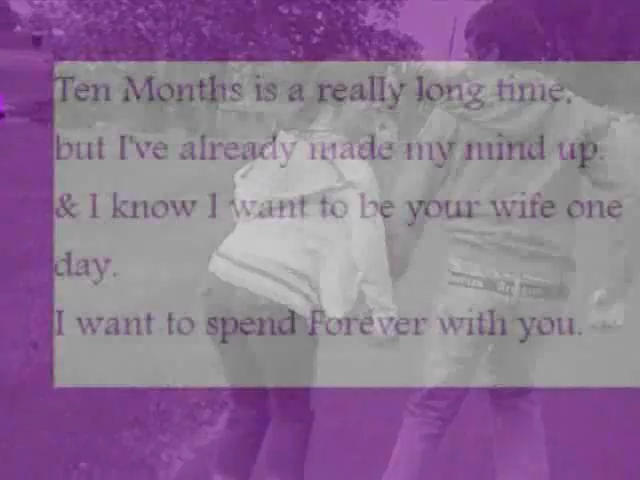 Ten Months is a really long time,
but I've already made my mind up.
& I know I want to be your wife one
day.
I want to spend Forever with you.